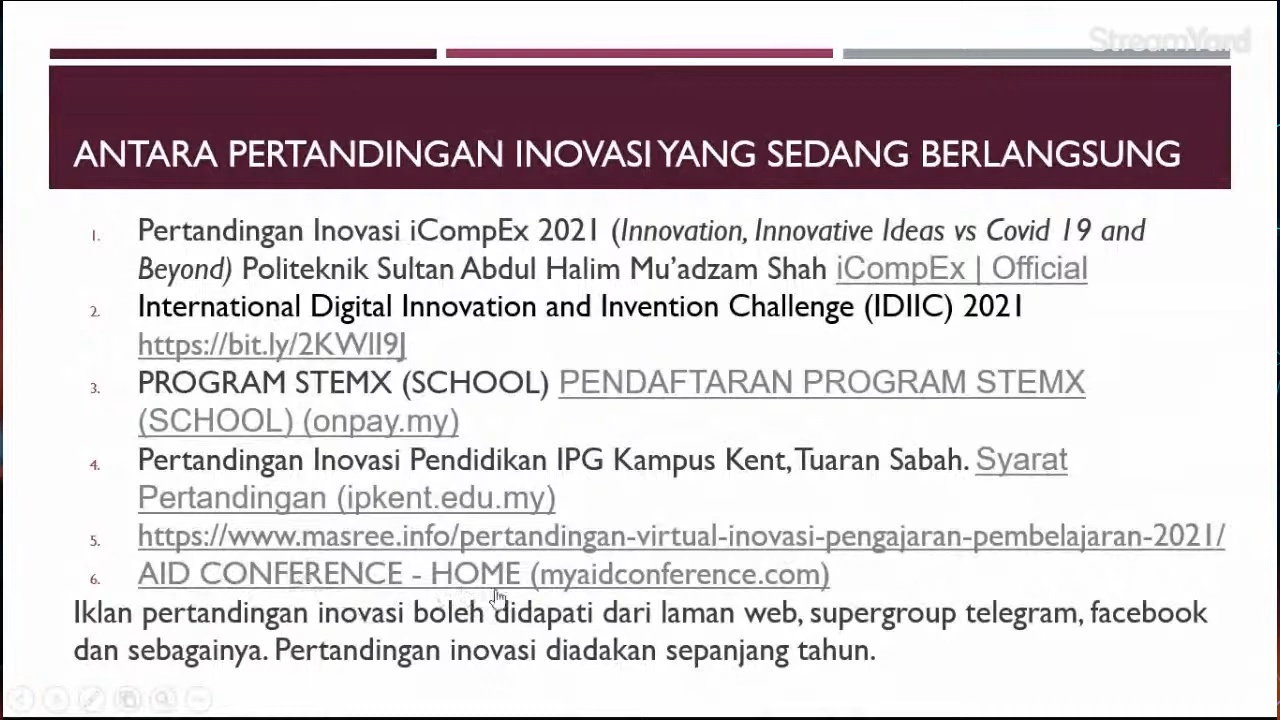 StreamYard
ANTARA PERTANDINGAN INOVASI YANG SEDANG BERLANGSUNG
1. Pertandingan Inovasi iCompEx 2021 (Innovation, Innovative Ideas vs Covid 19 and
Beyond) Politeknik Sultan Abdul Halim Mu'adzam Shah iCompEx | Official
2. International Digital Innovation and Invention Challenge (IDIIC) 2021
https://bit.ly/2KWlI9J
3. PROGRAM STEMX (SCHOOL) PENDAFTARAN PROGRAM STEMX
(SCHOOL) (onpay.my)
4. Pertandingan Inovasi Pendidikan IPG Kampus Kent, Tuaran Sabah. Syarat
Pertandingan (ipkent.edu.my)
5. https://www.masree.info/pertandingan-virtual-inovasi-pengajaran-pembelajaran-2021/
6. AID CONFERENCE - HOME (myaidconference.com)
Iklan pertandingan inovasi boleh didapati dari laman web, supergroup telegram, facebook
dan sebagainya. Pertandingan inovasi diadakan sepanjang tahun.